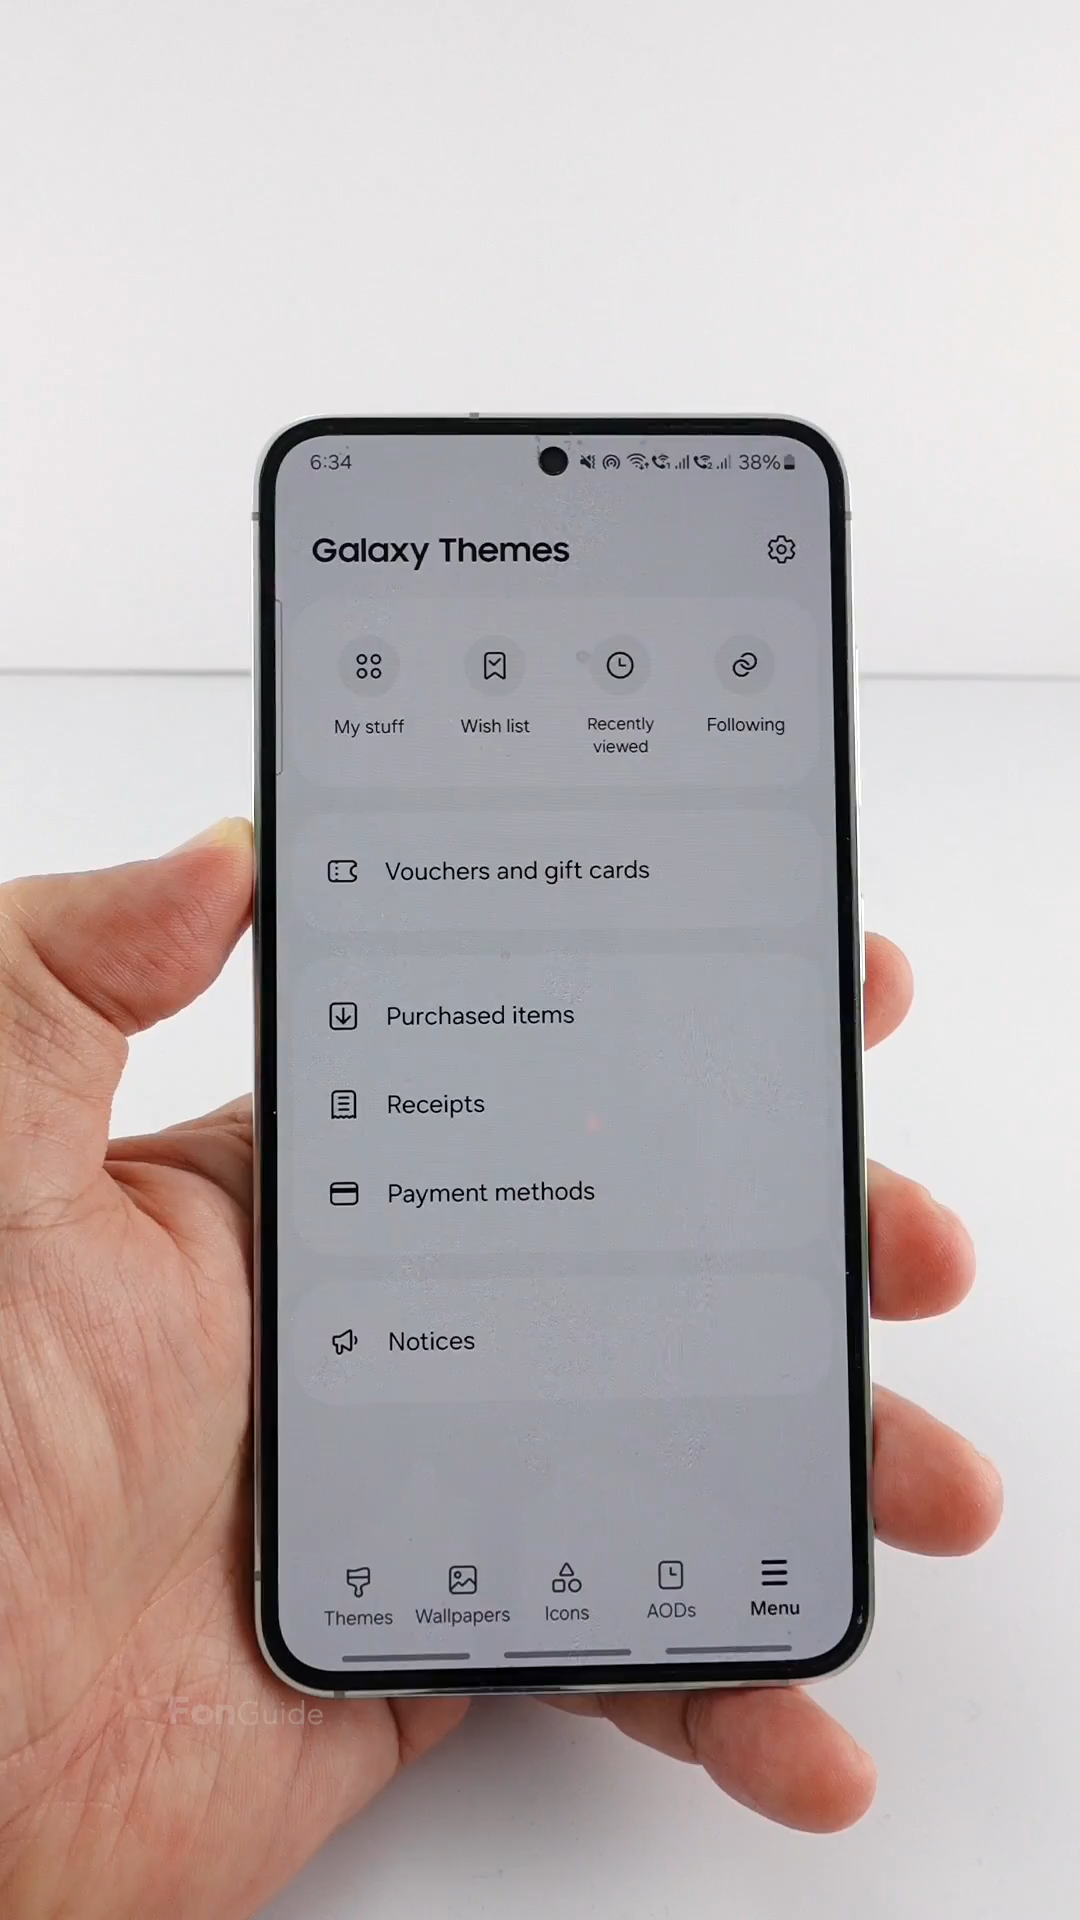 6:34
38%
Galaxy Themes
My stuff
Wish list
Recently
viewed
Following
Vouchers and gift cards
Purchased items
Receipts
Payment methods
Notices
Themes
Wallpapers
Icons
AODs
Menu
FonGuide